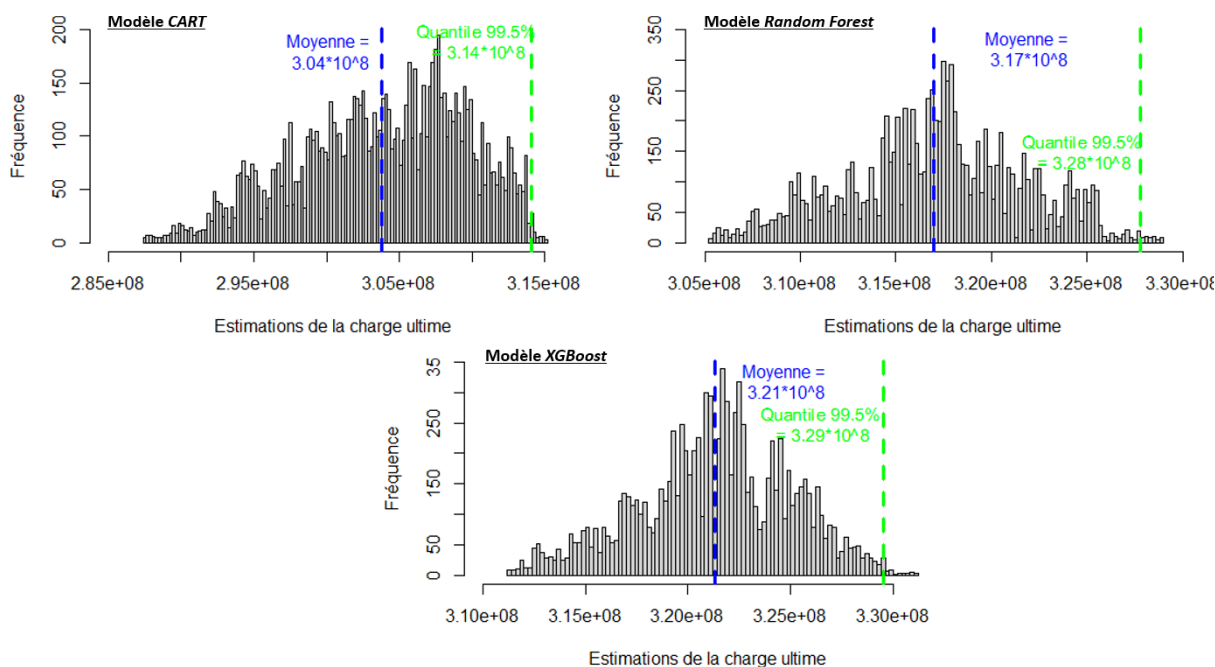 Modèle CART
Moyenne =
3.04*10^8
Quantile 99.5%
= 3.14*10^8
Fréquence
200
150
100
50
0
2.85e+08 2.95e+08 3.05e+08 3.15e+08
Estimations de la charge ultime
Modèle Random Forest
Moyenne =
3.17*10^8
Quantile 99.5%
= 3.28*10^8
Fréquence
350
250
150
50
0
3.05e+08 3.10e+08 3.15e+08 3.20e+08 3.25e+08 3.30e+08
Estimations de la charge ultime
Modèle XGBoost
Moyenne =
3.21*10^8
Quantile 99.5%
= 3.29*10^8
Fréquence
35
250
150
50
0
3.10e+08 3.15e+08 3.20e+08 3.25e+08 3.30e+08
Estimations de la charge ultime